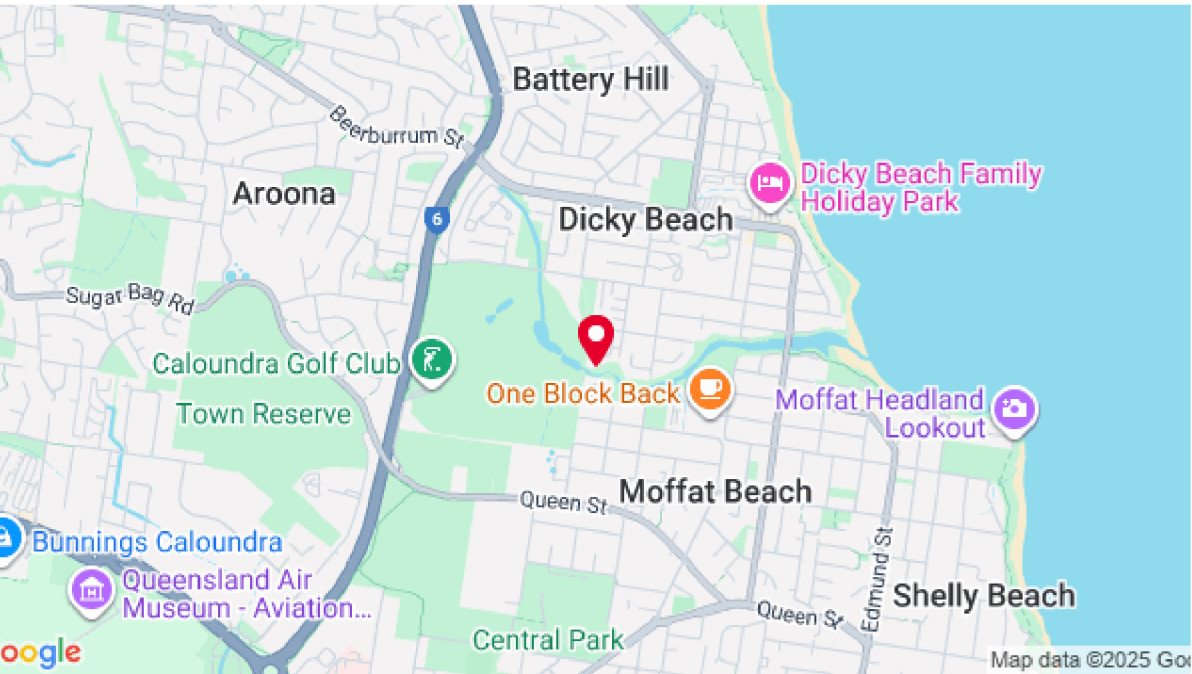 Battery Hill
Beerburrum St
Dicky Beach Family
Holiday Park
Aroona
6
Dicky Beach
Sugar Bag Rd
Caloundra Golf Club
One Block Back
Moffat Headland
Lookout
Town Reserve
Moffat Beach
Queen St
Bunnings Caloundra
Edmund St
Queensland Air
Museum - Aviation...
Shelly Beach
Queen St
Central Park
oogle
Map data ©2025 Goo